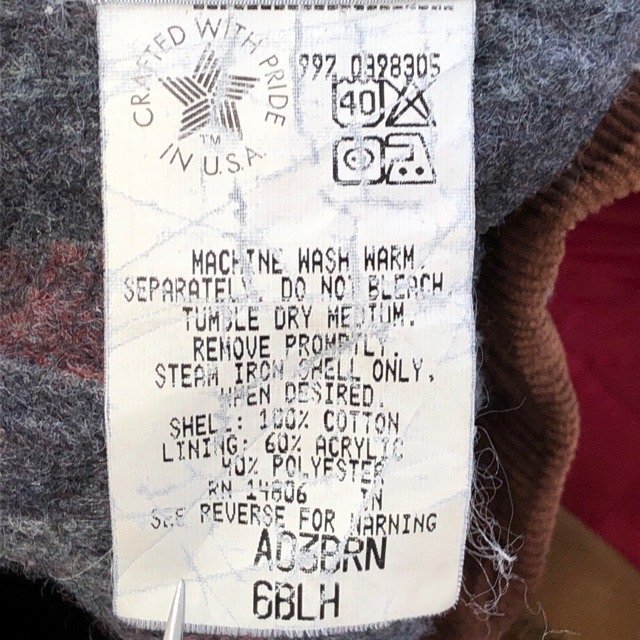 CRAFTED WITH PRIDE
TM
IN U.S.A.
997 0398305
40
MACHINE WASH WARM
SEPARATELY. DO NOT BLEACH.
TUMBLE DRY MEDIUM.
REMOVE PROMPTLY.
STEAM IRON SHELL ONLY,
WHEN DESIRED.
SHELL: 100% COTTON
LINING: 60% ACRYLIC
40% POLYESTER
RN 14806
SEE REVERSE FOR WARNING
A03BRN
6BLH